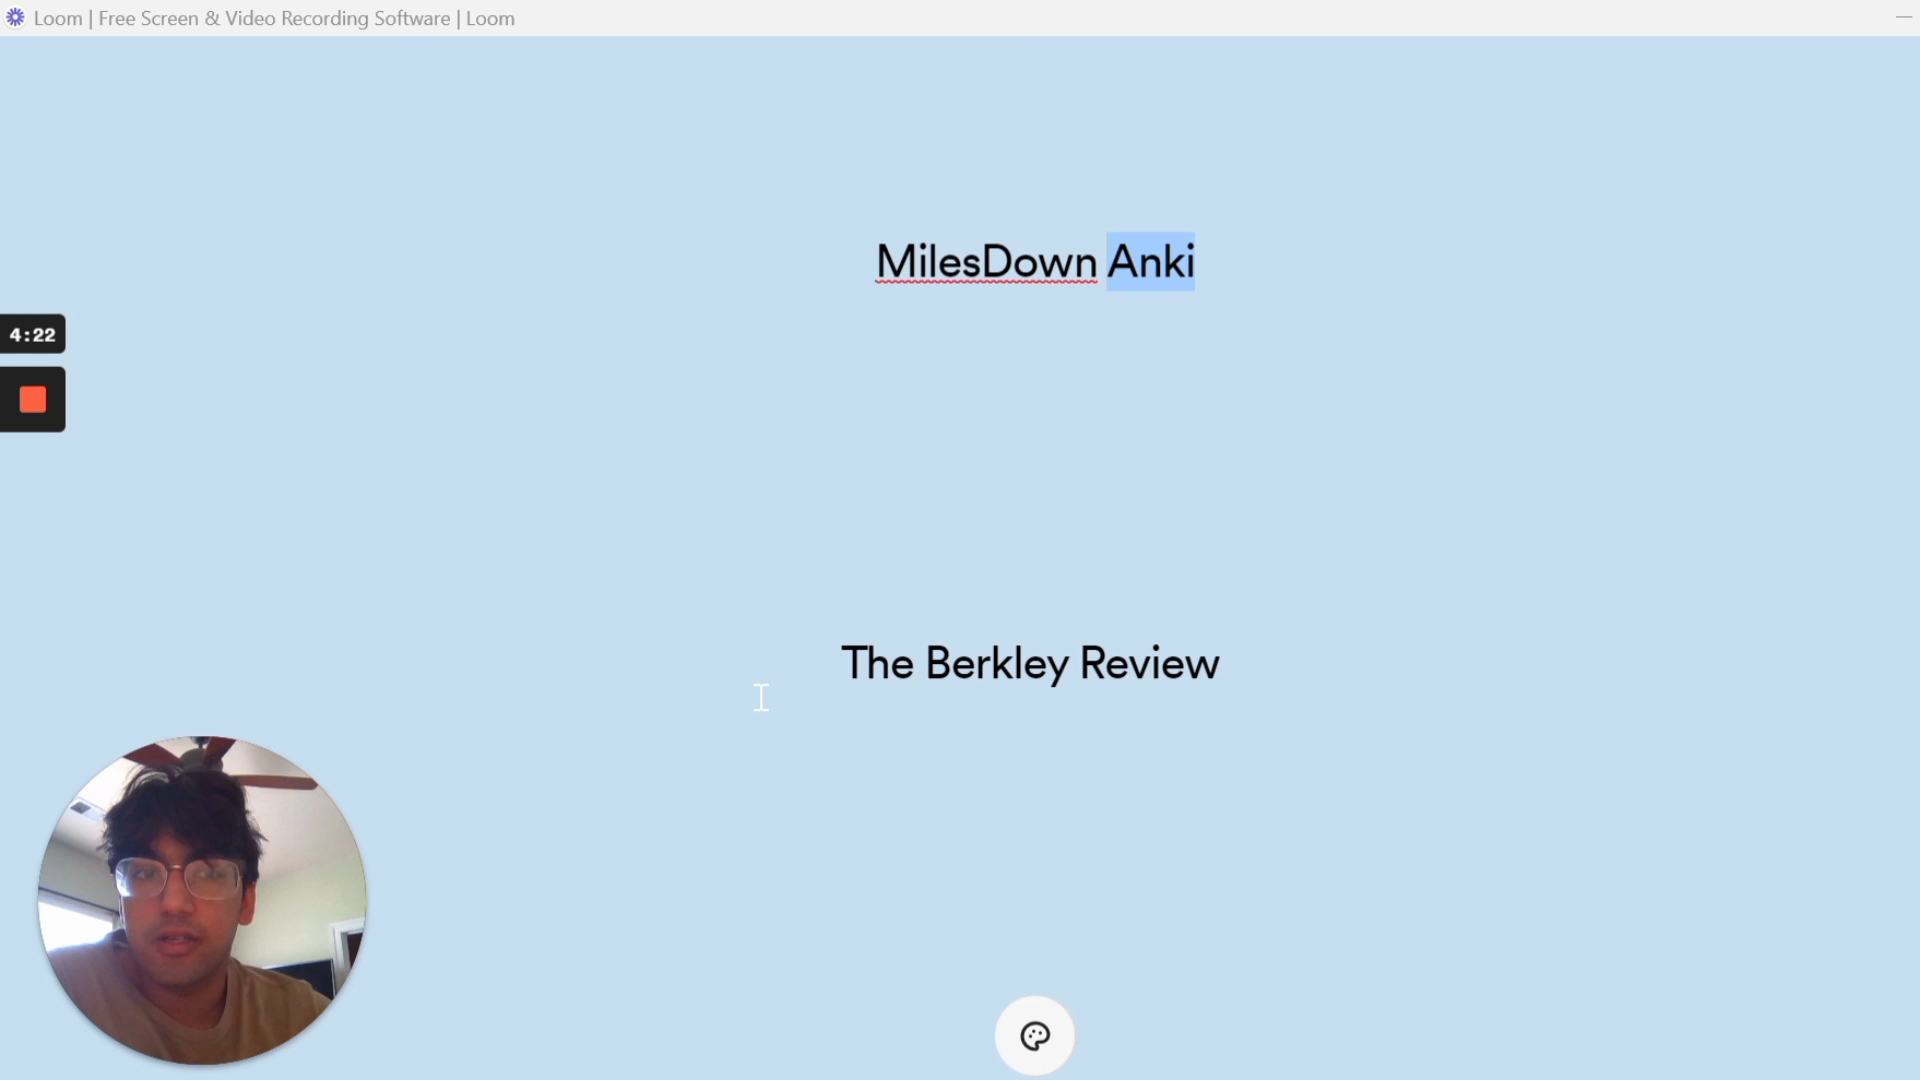 Loom | Free Screen & Video Recording Software | Loom
MilesDown Anki
4:22
The Berkley Review